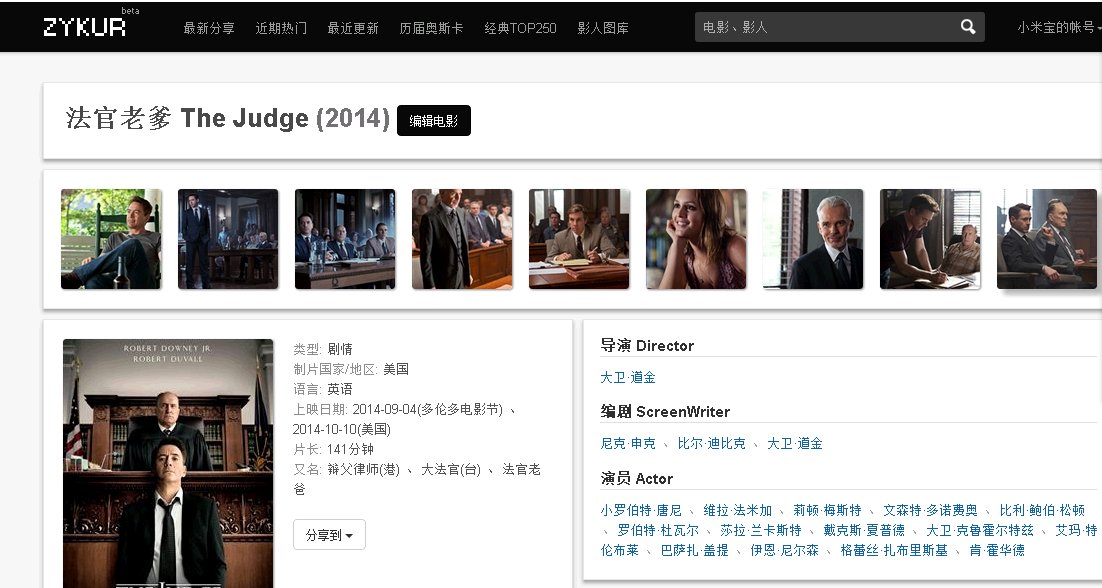 ZYKUR beta
最新分享 近期热门 最近更新 历届奥斯卡 经典TOP250 影人图库 电影、影人 小米宝的帐号
法官老爹 The Judge (2014) 编辑电影
ROBERT DOWNEY JR.
ROBERT DUVALL
类型: 剧情
制片国家/地区: 美国
语言: 英语
上映日期: 2014-09-04(多伦多电影节) 、
2014-10-10(美国)
片长: 141分钟
又名: 辩父律师(港) 、 大法官(台) 、 法官老
爸
分享到
导演 Director
大卫·道金
编剧 ScreenWriter
尼克·申克 、 比尔·迪比克 、 大卫·道金
演员 Actor
小罗伯特·唐尼 、 维拉·法米加 、 莉顿·梅斯特 、 文森特·多诺费奥 、 比利·鲍伯·松顿
、 罗伯特·杜瓦尔 、 莎拉·兰卡斯特 、 戴克斯·夏普德 、 大卫·克鲁霍尔特兹 、 艾玛·特
伦布莱 、 巴萨扎·盖提 、 伊恩·尼尔森 、 格蕾丝·扎布里斯基 、 肯·霍华德